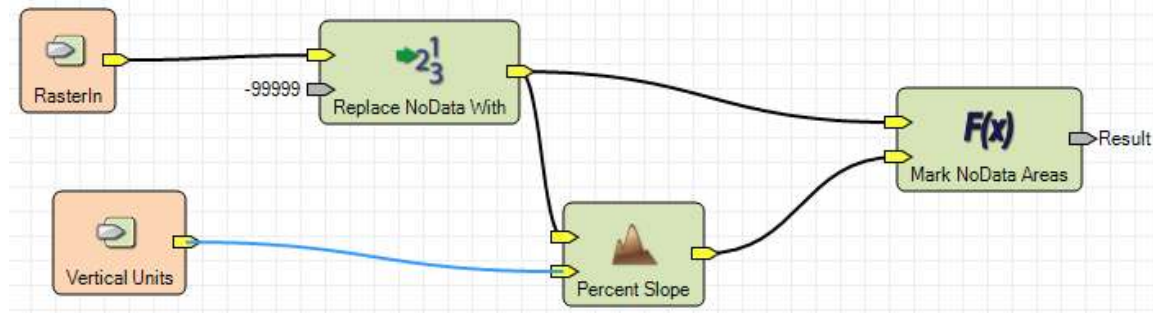 RasterIn
-99999
Replace NoData With
F(x)
Mark NoData Areas
Result
Vertical Units
Percent Slope